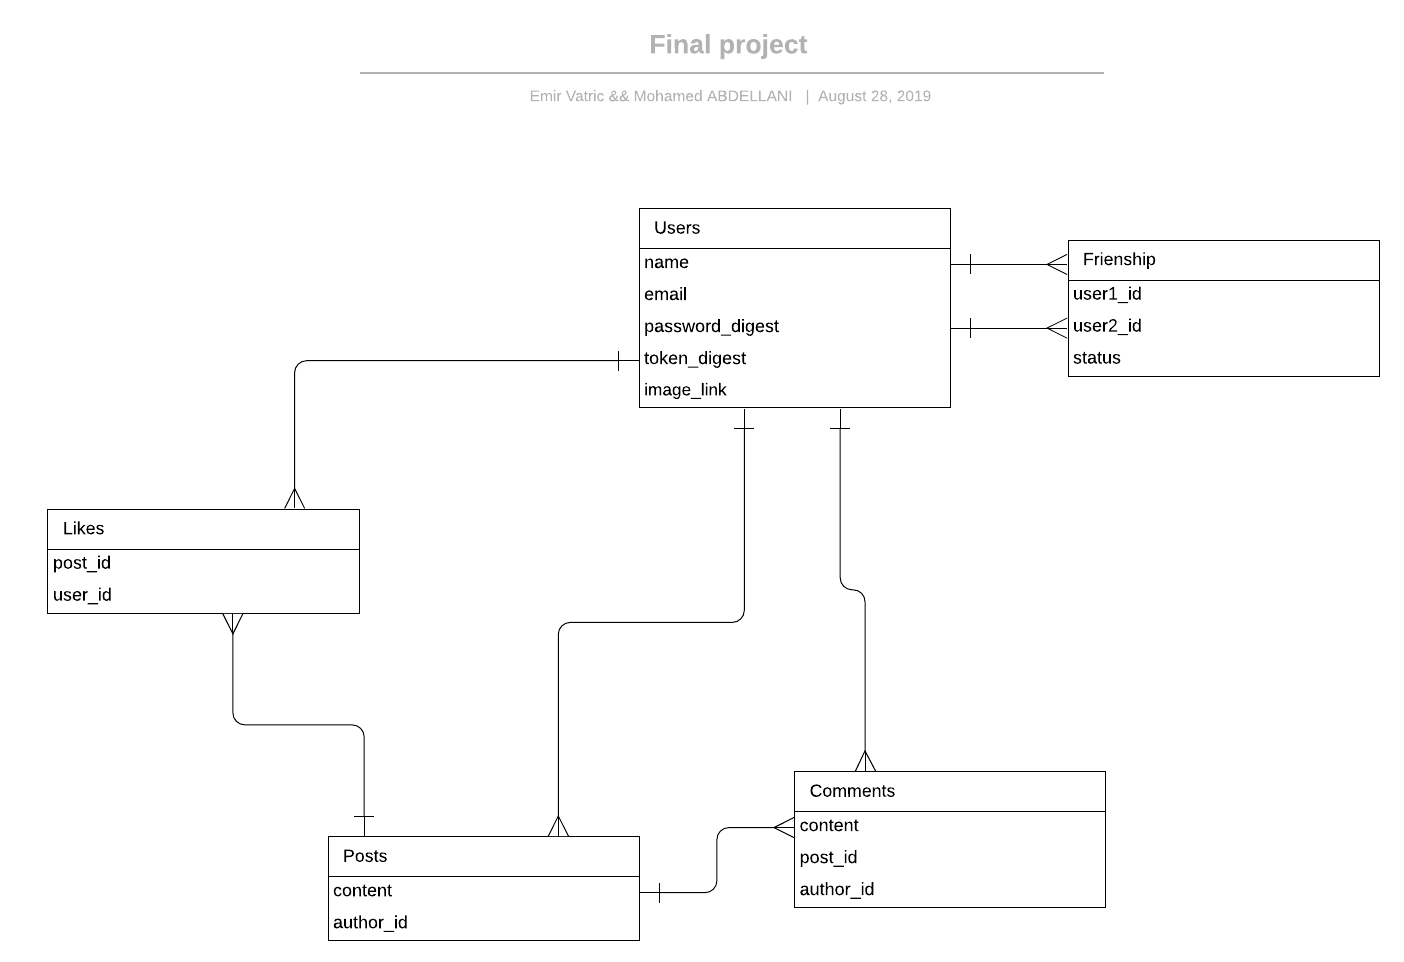 Final project
Emir Vatric && Mohamed ABDELLANI | August 28, 2019
Users
name
email
password_digest
token_digest
image_link
Frienship
user1_id
user2_id
status
Likes
post_id
user_id
Posts
content
author_id
Comments
content
post_id
author_id